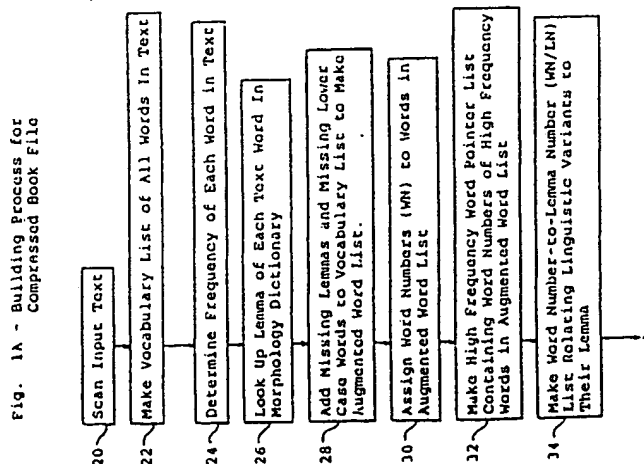 Fig. 1A - Building Process for
Compressed Book File
20
Scan Input Text
22
Make Vocabulary List of All Words In Text
24
Determine Frequency of Each Word in Text
26
Look Up Lemma of Each Text Word In
Morphology Dictionary
28
Add Missing Lemmas and Missing Lower
Case Words to Vocabulary List to Make
Augmented Word List.
30
Assign Word Numbers (WN) to Words in
Augmented Word List
32
Make High Frequency Word Pointer List
Containing Word Numbers of High Frequency
Words in Augmented Word List
34
Make Word Number-to-Lemma Number (WN/LN)
List Relating Linguistic Variants to
Their Lemma